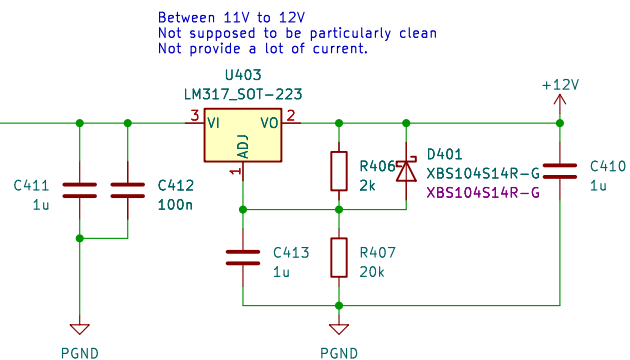 Between 11V to 12V
Not supposed to be particularly clean
Not provide a lot of current.
U403
LM317_SOT-223
+12V
3
VI
VO
2
ADJ
1
R406
2k
D401
XBS104S14R-G
XBS104S14R-G
C410
1u
C411
1u
C412
100n
C413
1u
R407
20k
PGND
PGND